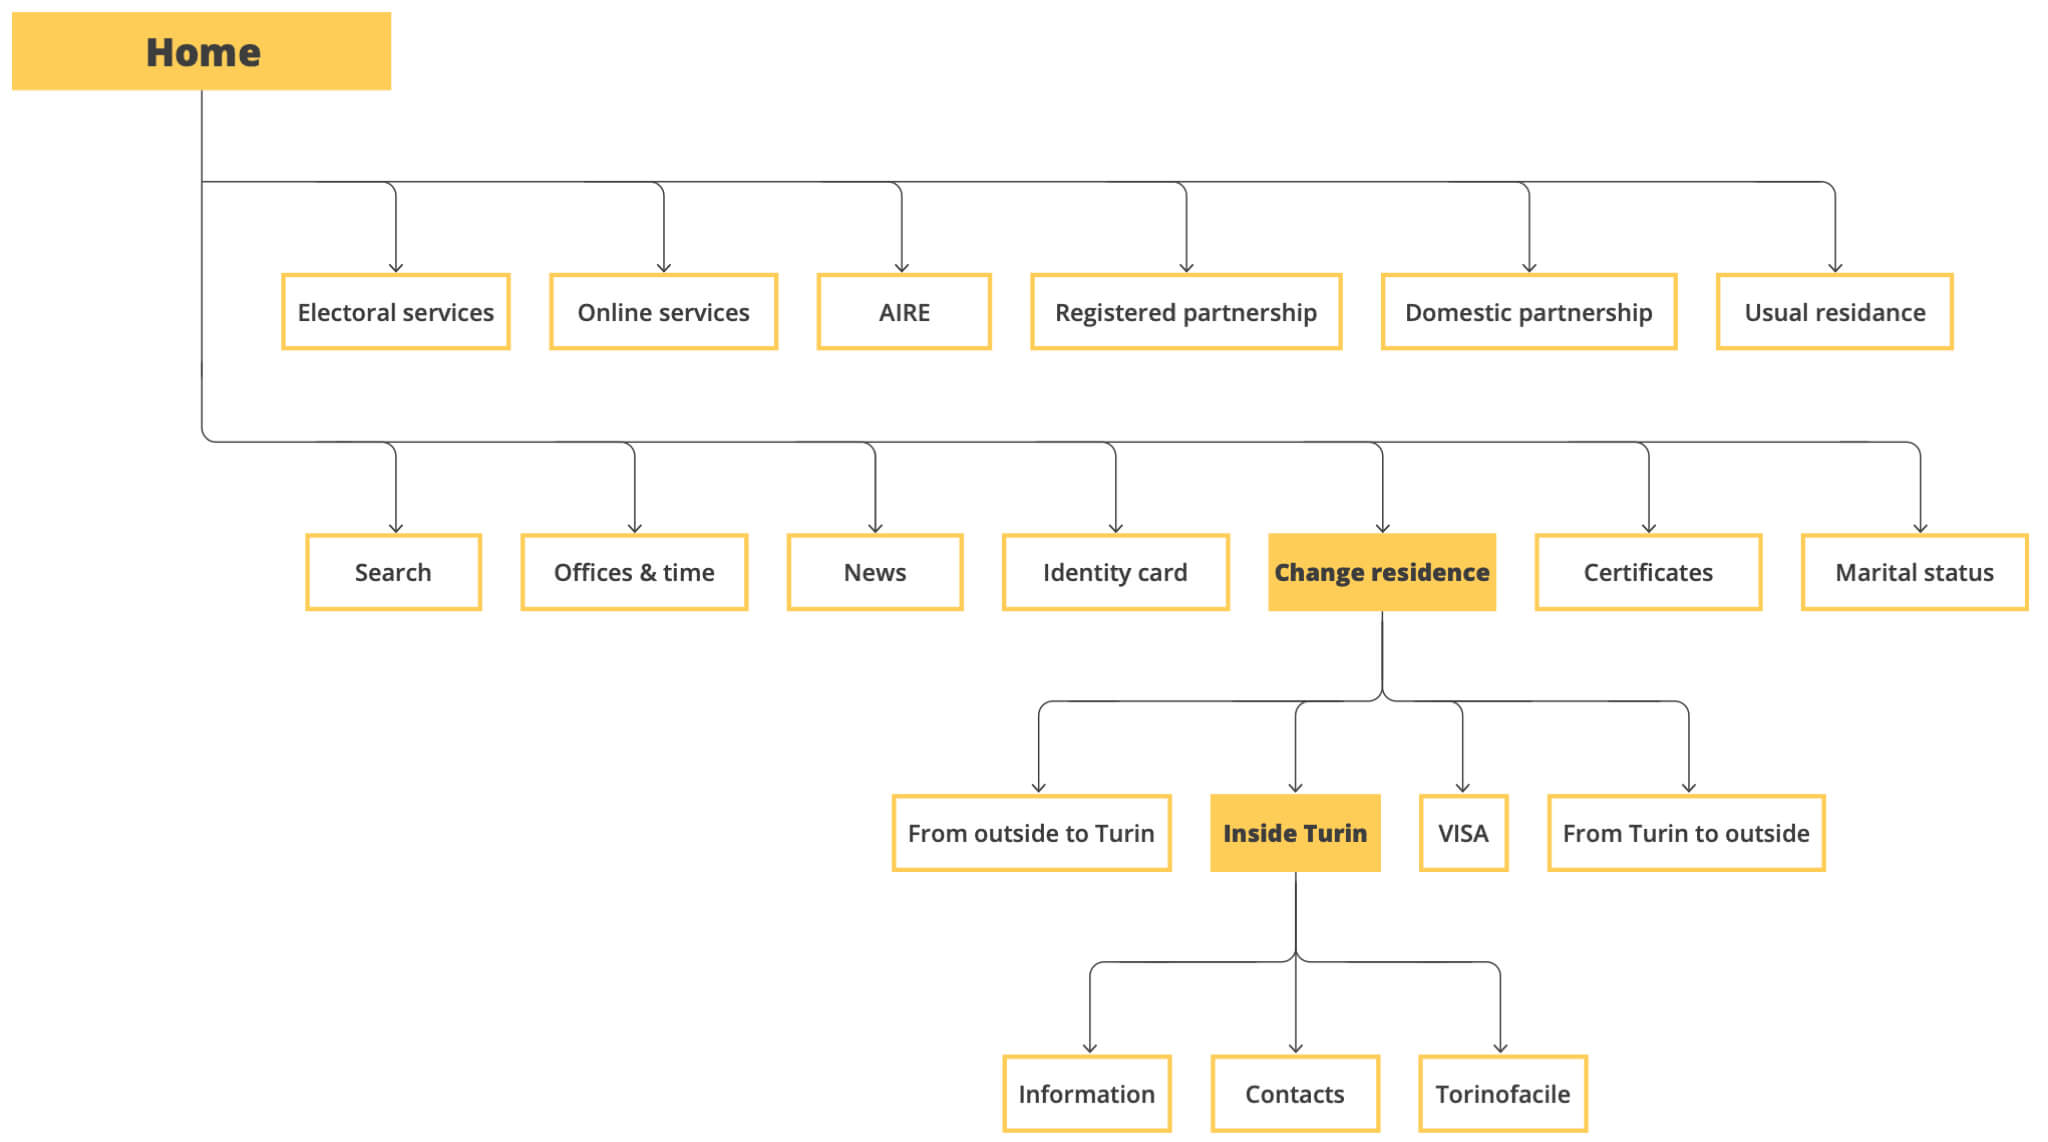 Home
Electoral services
Online services
AIRE
Registered partnership
Domestic partnership
Usual residance
Search
Offices & time
News
Identity card
Change residence
Certificates
Marital status
From outside to Turin
Inside Turin
VISA
From Turin to outside
Information
Contacts
Torinofacile